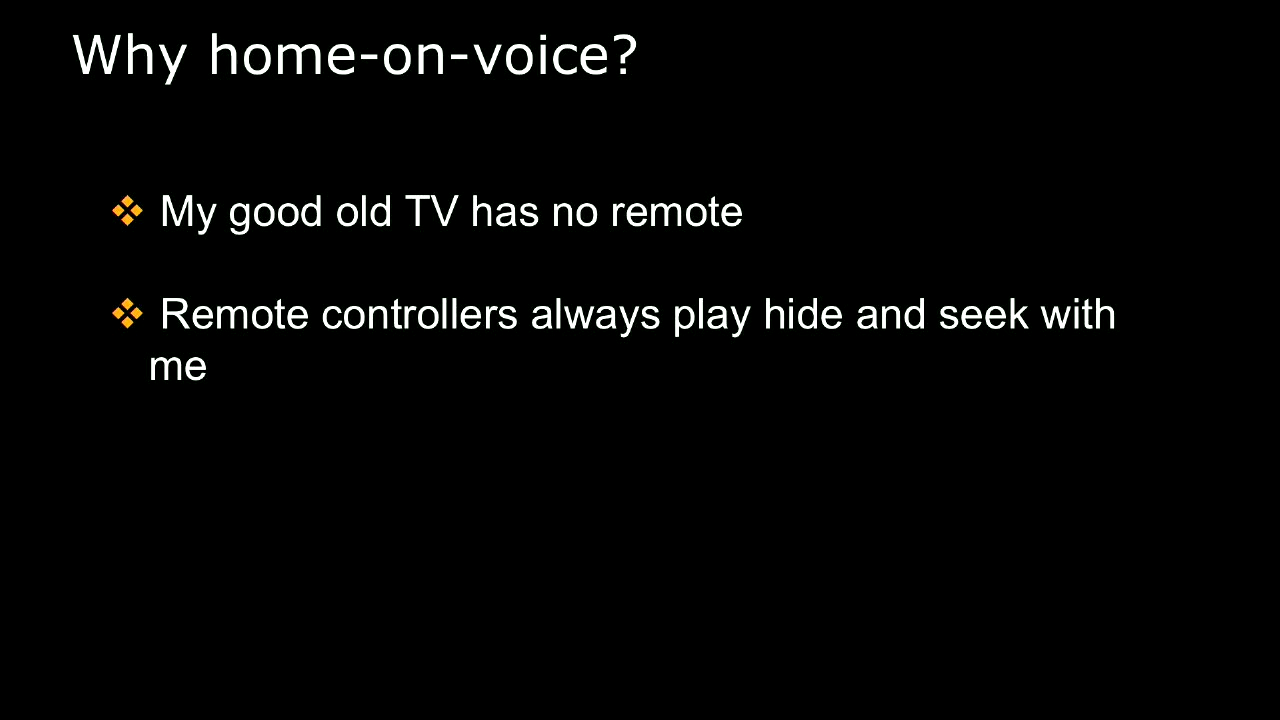 Why home-on-voice?
❖ My good old TV has no remote
❖ Remote controllers always play hide and seek with
me